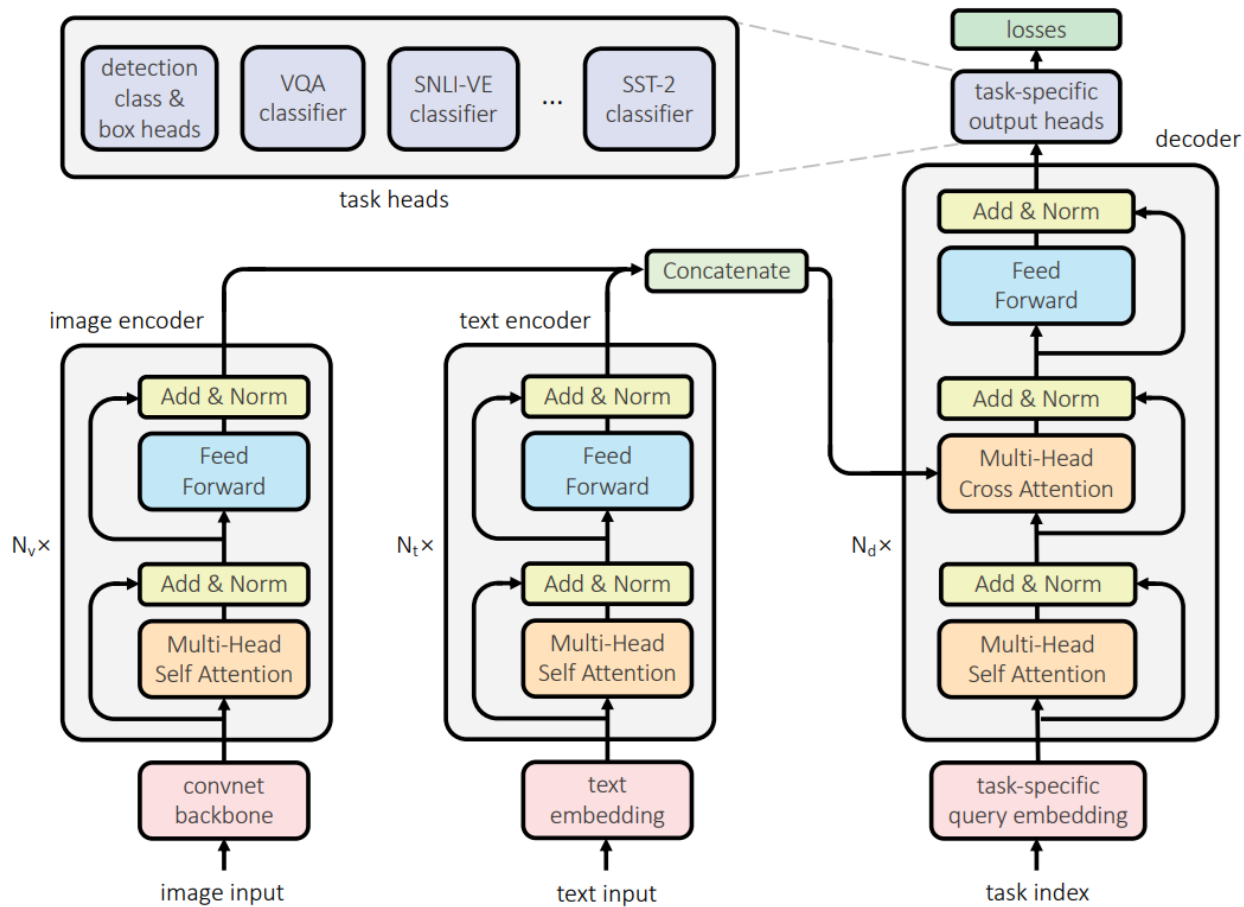 detection
class &
box heads
VQA
classifier
SNLI-VE
classifier
...
SST-2
classifier
task heads
losses
task-specific
output heads
decoder
Add & Norm
Feed
Forward
Add & Norm
Multi-Head
Cross Attention
N_d×
Add & Norm
Multi-Head
Self Attention
task-specific
query embedding
task index
Concatenate
image encoder
Add & Norm
Feed
Forward
N_v×
Add & Norm
Multi-Head
Self Attention
convnet
backbone
image input
text encoder
Add & Norm
Feed
Forward
N_t×
Add & Norm
Multi-Head
Self Attention
text
embedding
text input